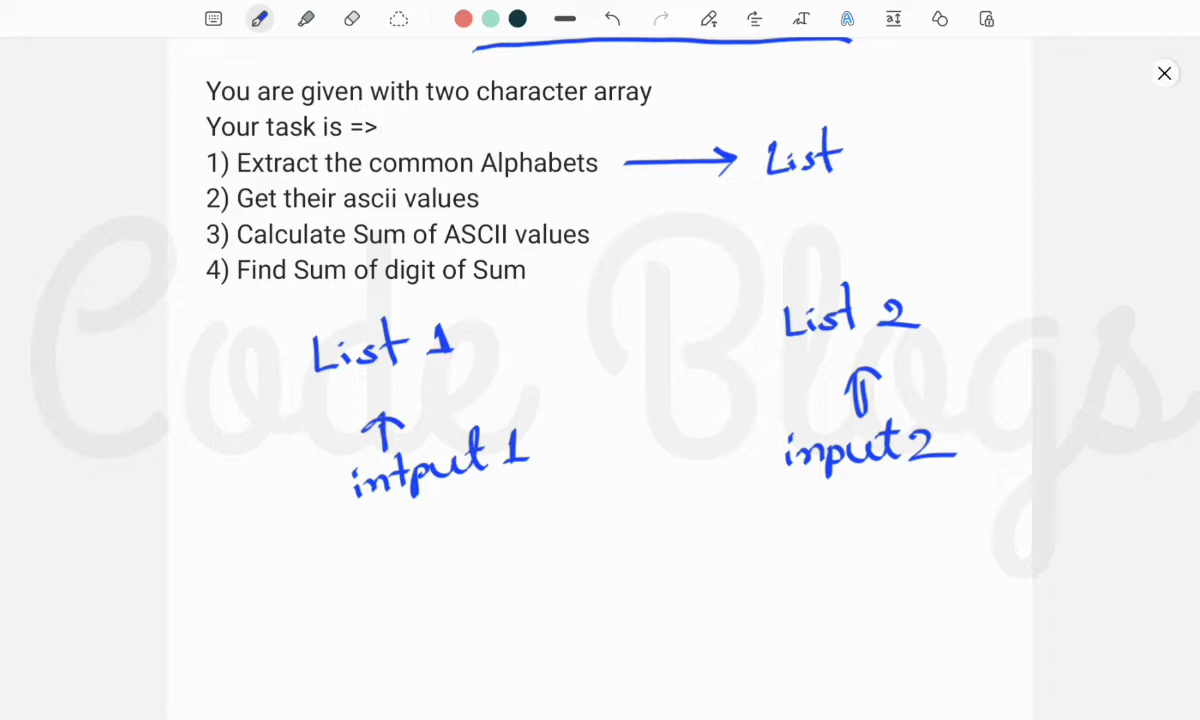 You are given with two character array
Your task is =>
1) Extract the common Alphabets List
2) Get their ascii values
3) Calculate Sum of ASCII values
4) Find Sum of digit of Sum
List 1 List 2
intput 1 input 2
Code Blogs